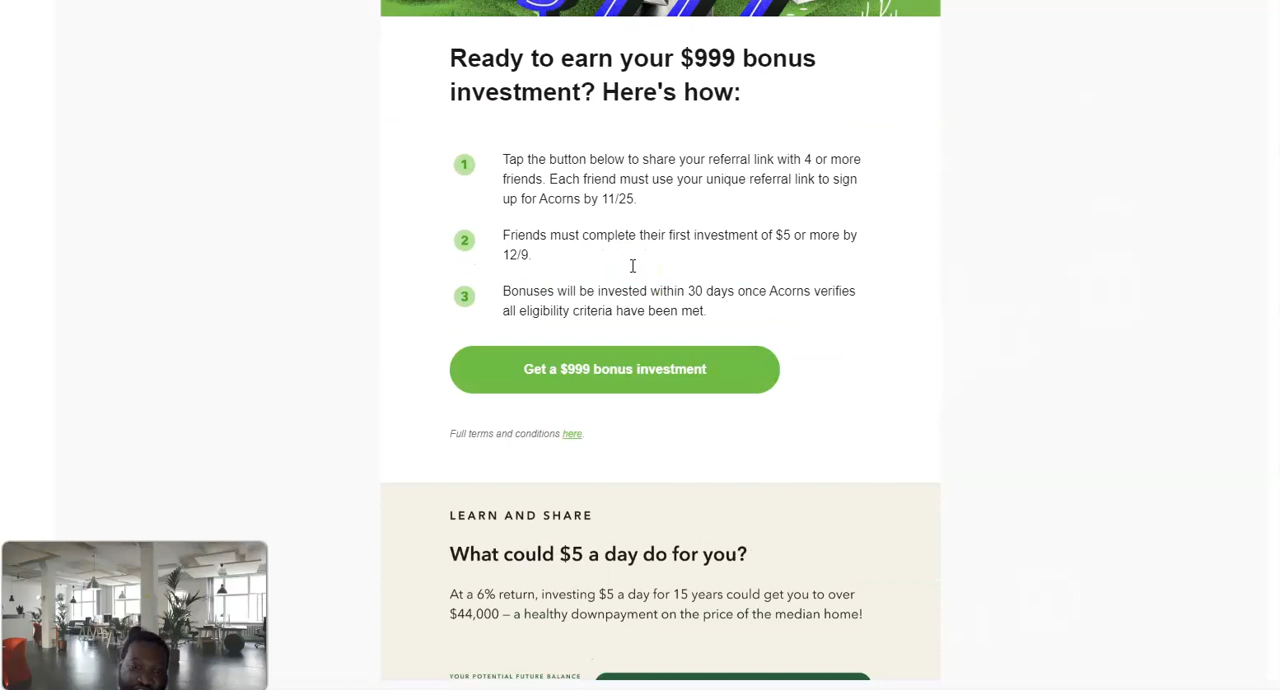 Ready to earn your $999 bonus
investment? Here's how:
1
Tap the button below to share your referral link with 4 or more
friends. Each friend must use your unique referral link to sign
up for Acorns by 11/25.
2
Friends must complete their first investment of $5 or more by
12/9.
3
Bonuses will be invested within 30 days once Acorns verifies
all eligibility criteria have been met.
Get a $999 bonus investment
Full terms and conditions here.
LEARN AND SHARE
What could $5 a day do for you?
At a 6% return, investing $5 a day for 15 years could get you to over
$44,000 – a healthy downpayment on the price of the median home!
YOUR POTENTIAL FUTURE BALANCE